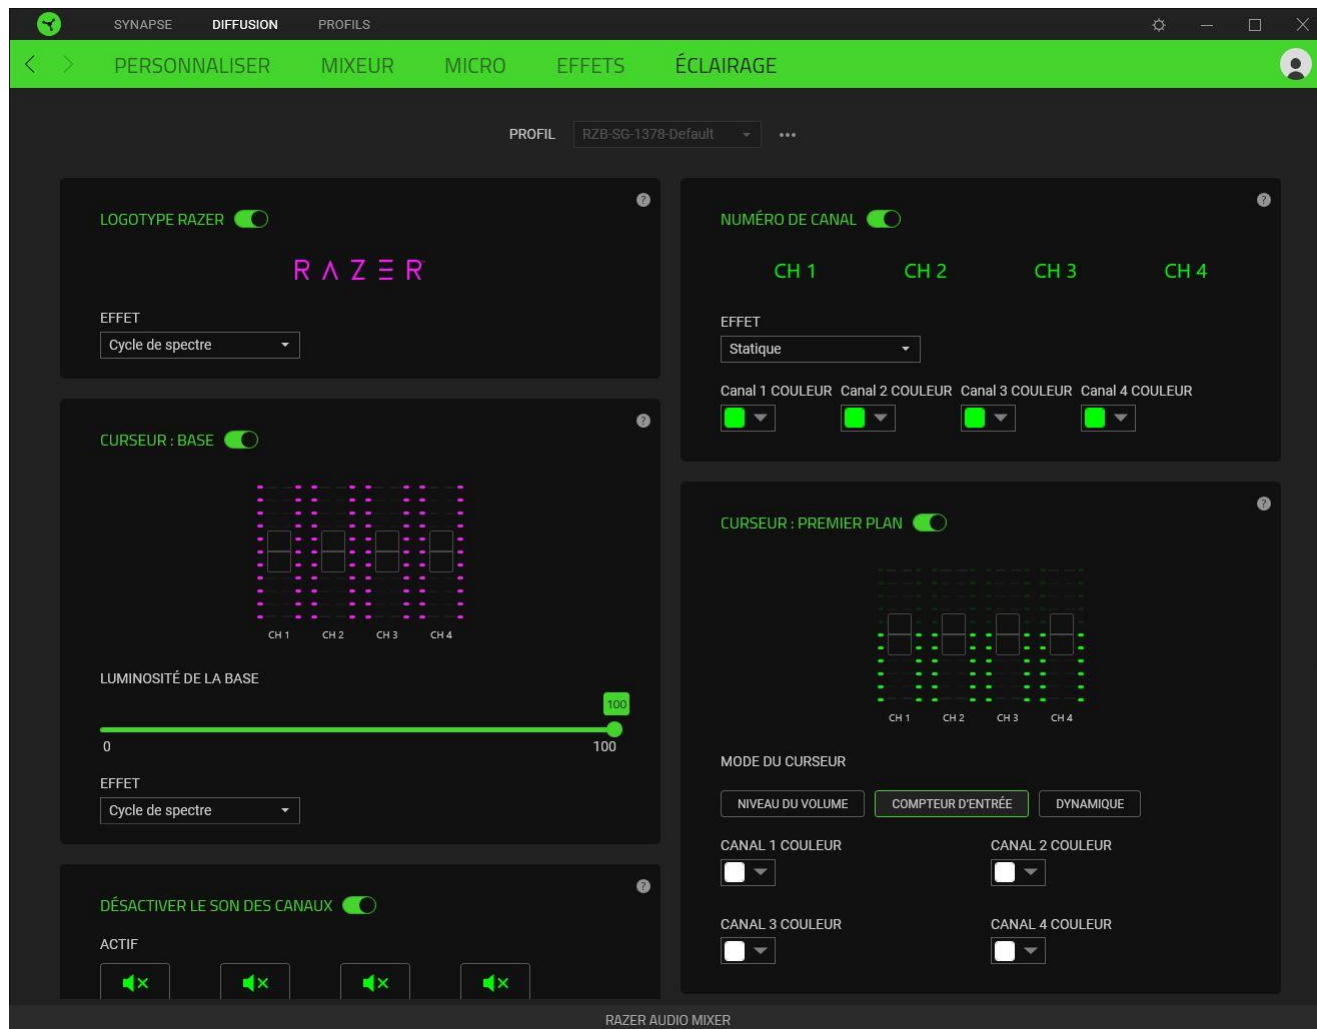 SYNAPSE DIFFUSION PROFILS
PERSONNALISER MIXEUR MICRO EFFETS ÉCLAIRAGE
PROFIL RZB-SG-1378-Default
LOGOTYPE RAZER
RAZER
EFFET
Cycle de spectre
CURSEUR : BASE
CH 1 CH 2 CH 3 CH 4
LUMINOSITÉ DE LA BASE
100
0 100
EFFET
Cycle de spectre
DÉSACTIVER LE SON DES CANAUX
ACTIF
NUMÉRO DE CANAL
CH 1 CH 2 CH 3 CH 4
EFFET
Statique
Canal 1 COULEUR Canal 2 COULEUR Canal 3 COULEUR Canal 4 COULEUR
CURSEUR : PREMIER PLAN
CH 1 CH 2 CH 3 CH 4
MODE DU CURSEUR
NIVEAU DU VOLUME COMPTEUR D'ENTRÉE DYNAMIQUE
CANAL 1 COULEUR CANAL 2 COULEUR
CANAL 3 COULEUR CANAL 4 COULEUR
RAZER AUDIO MIXER